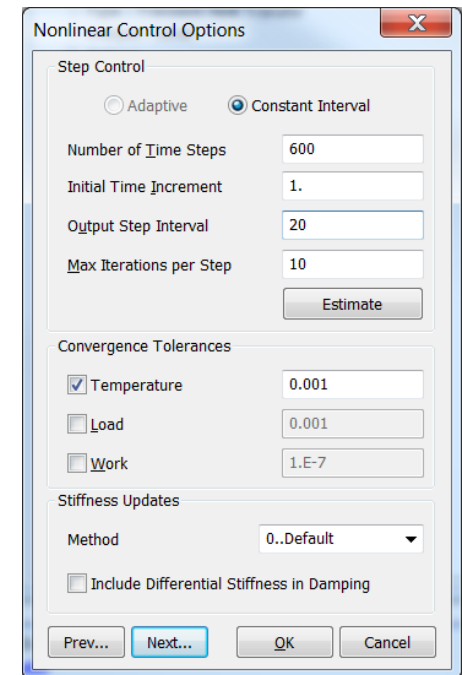 Nonlinear Control Options
Step Control
Adaptive Constant Interval
Number of Time Steps 600
Initial Time Increment 1.
Output Step Interval 20
Max Iterations per Step 10
Estimate
Convergence Tolerances
Temperature 0.001
Load 0.001
Work 1.E-7
Stiffness Updates
Method 0..Default
Include Differential Stiffness in Damping
Prev... Next... OK Cancel